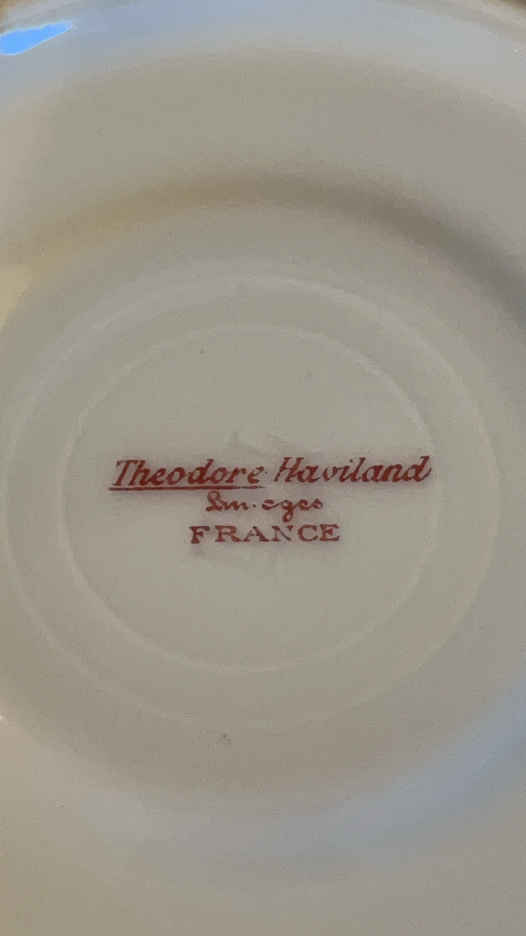 Theodore Haviland
Limoges
FRANCE